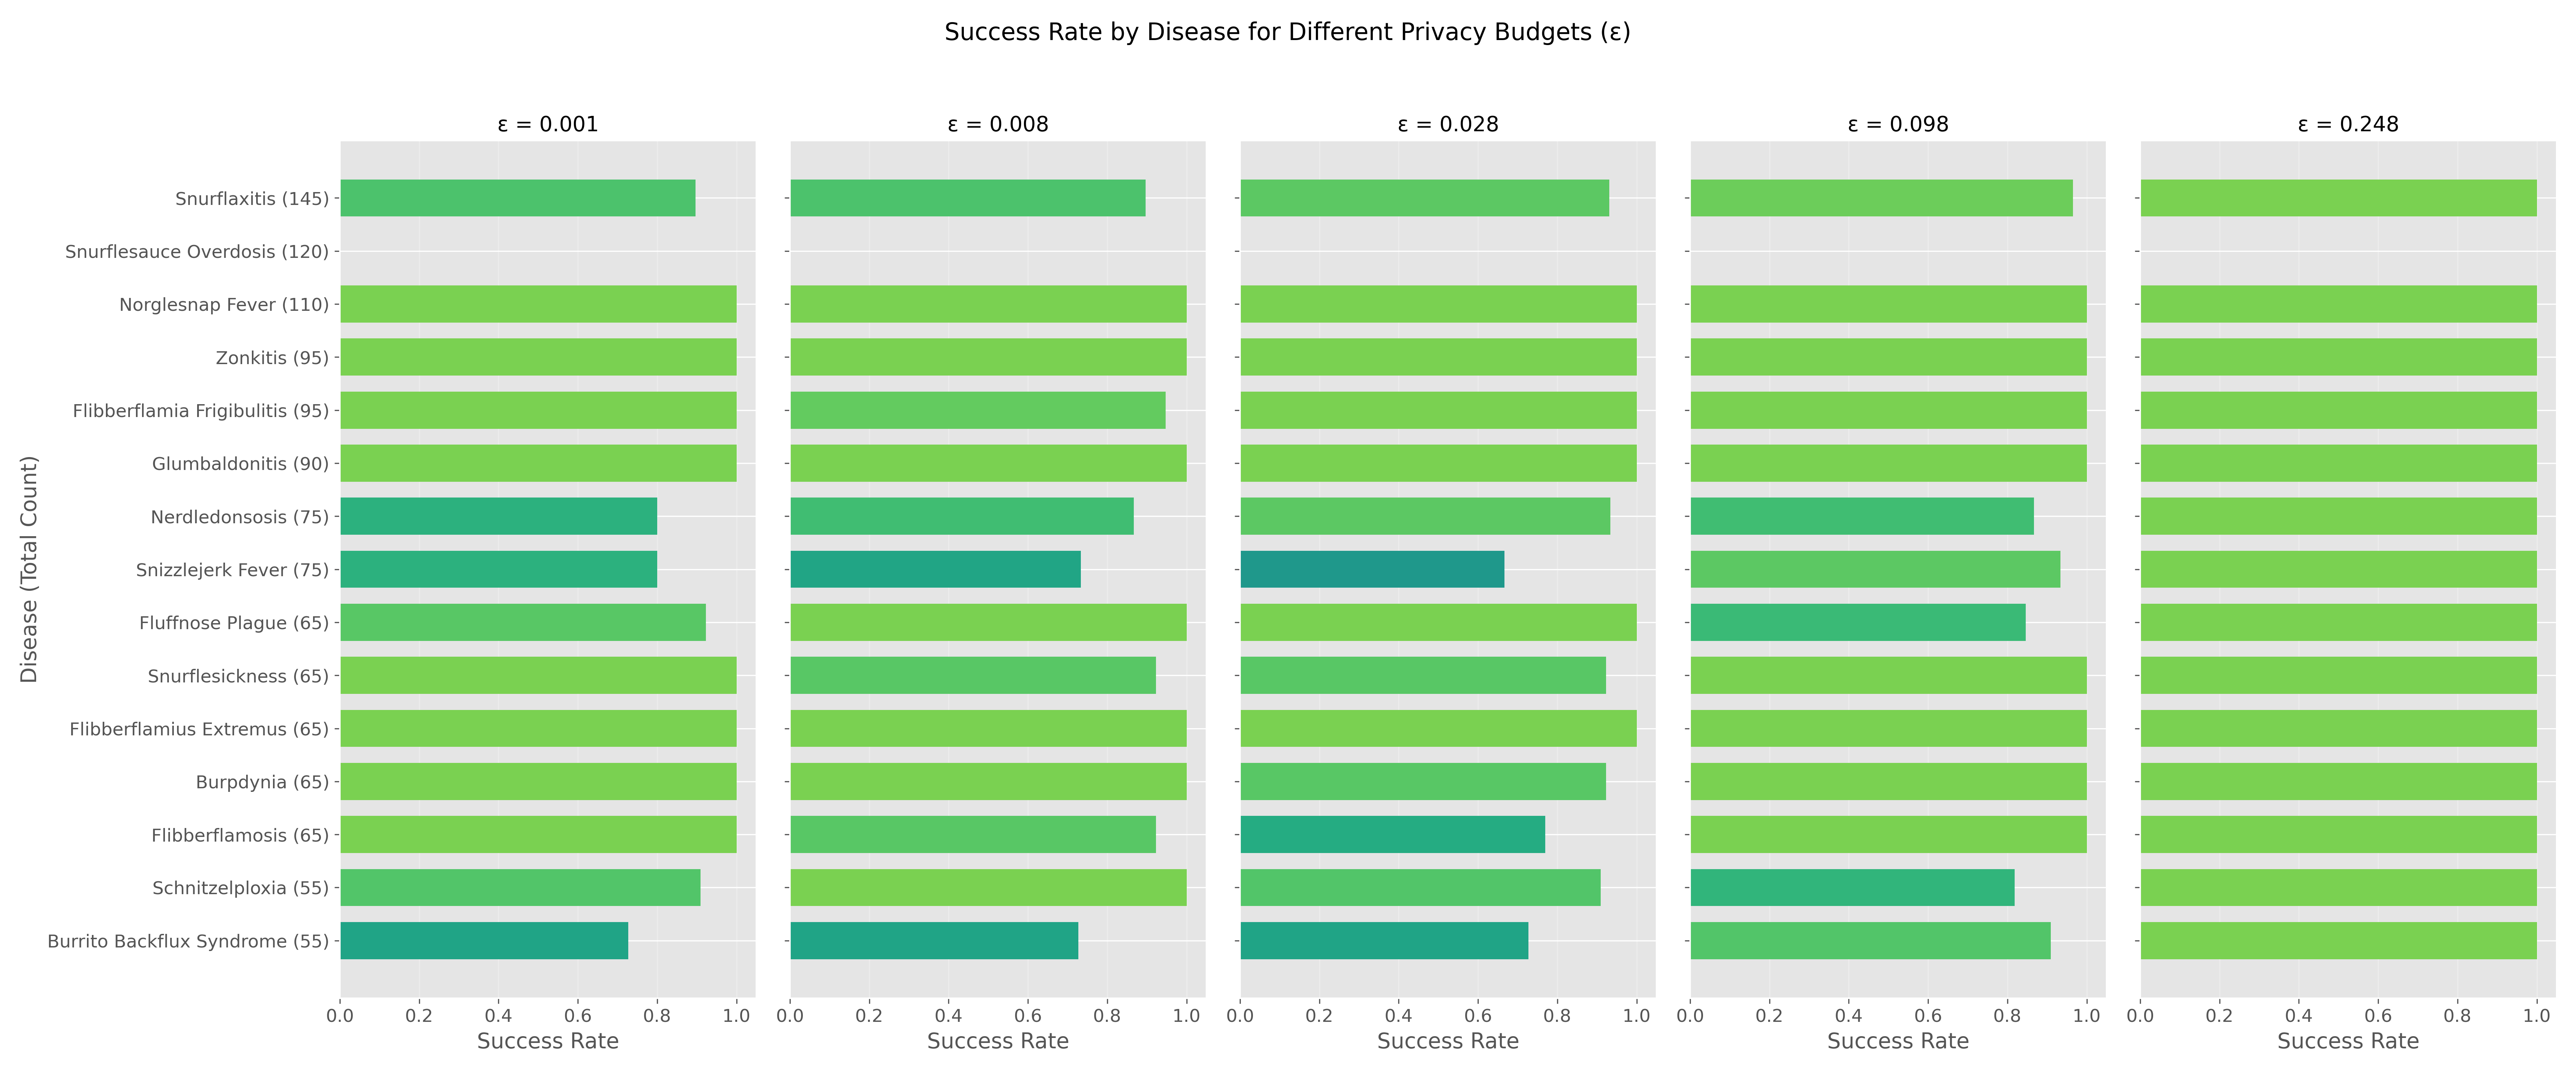 Success Rate by Disease for Different Privacy Budgets (ε)
ε = 0.001
ε = 0.008
ε = 0.028
ε = 0.098
ε = 0.248
Disease (Total Count)
Snurflaxitis (145)
Snurflesauce Overdosis (120)
Norglesnap Fever (110)
Zonkitis (95)
Flibberflamia Frigibulitis (95)
Glumbaldonitis (90)
Nerdledonsosis (75)
Snizzlejerk Fever (75)
Fluffnose Plague (65)
Snurflesickness (65)
Flibberflamius Extremus (65)
Burpdynia (65)
Flibberflamosis (65)
Schnitzelploxia (55)
Burrito Backflux Syndrome (55)
0.0 0.2 0.4 0.6 0.8 1.0
0.0 0.2 0.4 0.6 0.8 1.0
0.0 0.2 0.4 0.6 0.8 1.0
0.0 0.2 0.4 0.6 0.8 1.0
0.0 0.2 0.4 0.6 0.8 1.0
Success Rate
Success Rate
Success Rate
Success Rate
Success Rate